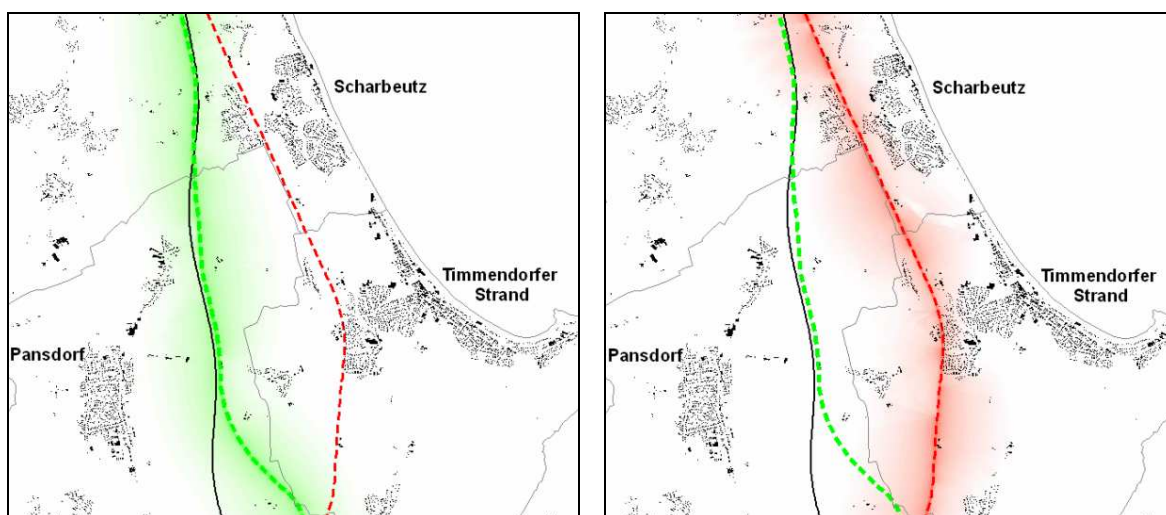 Scharbeutz
Timmendorfer
Strand
Pansdorf
Scharbeutz
Timmendorfer
Strand
Pansdorf